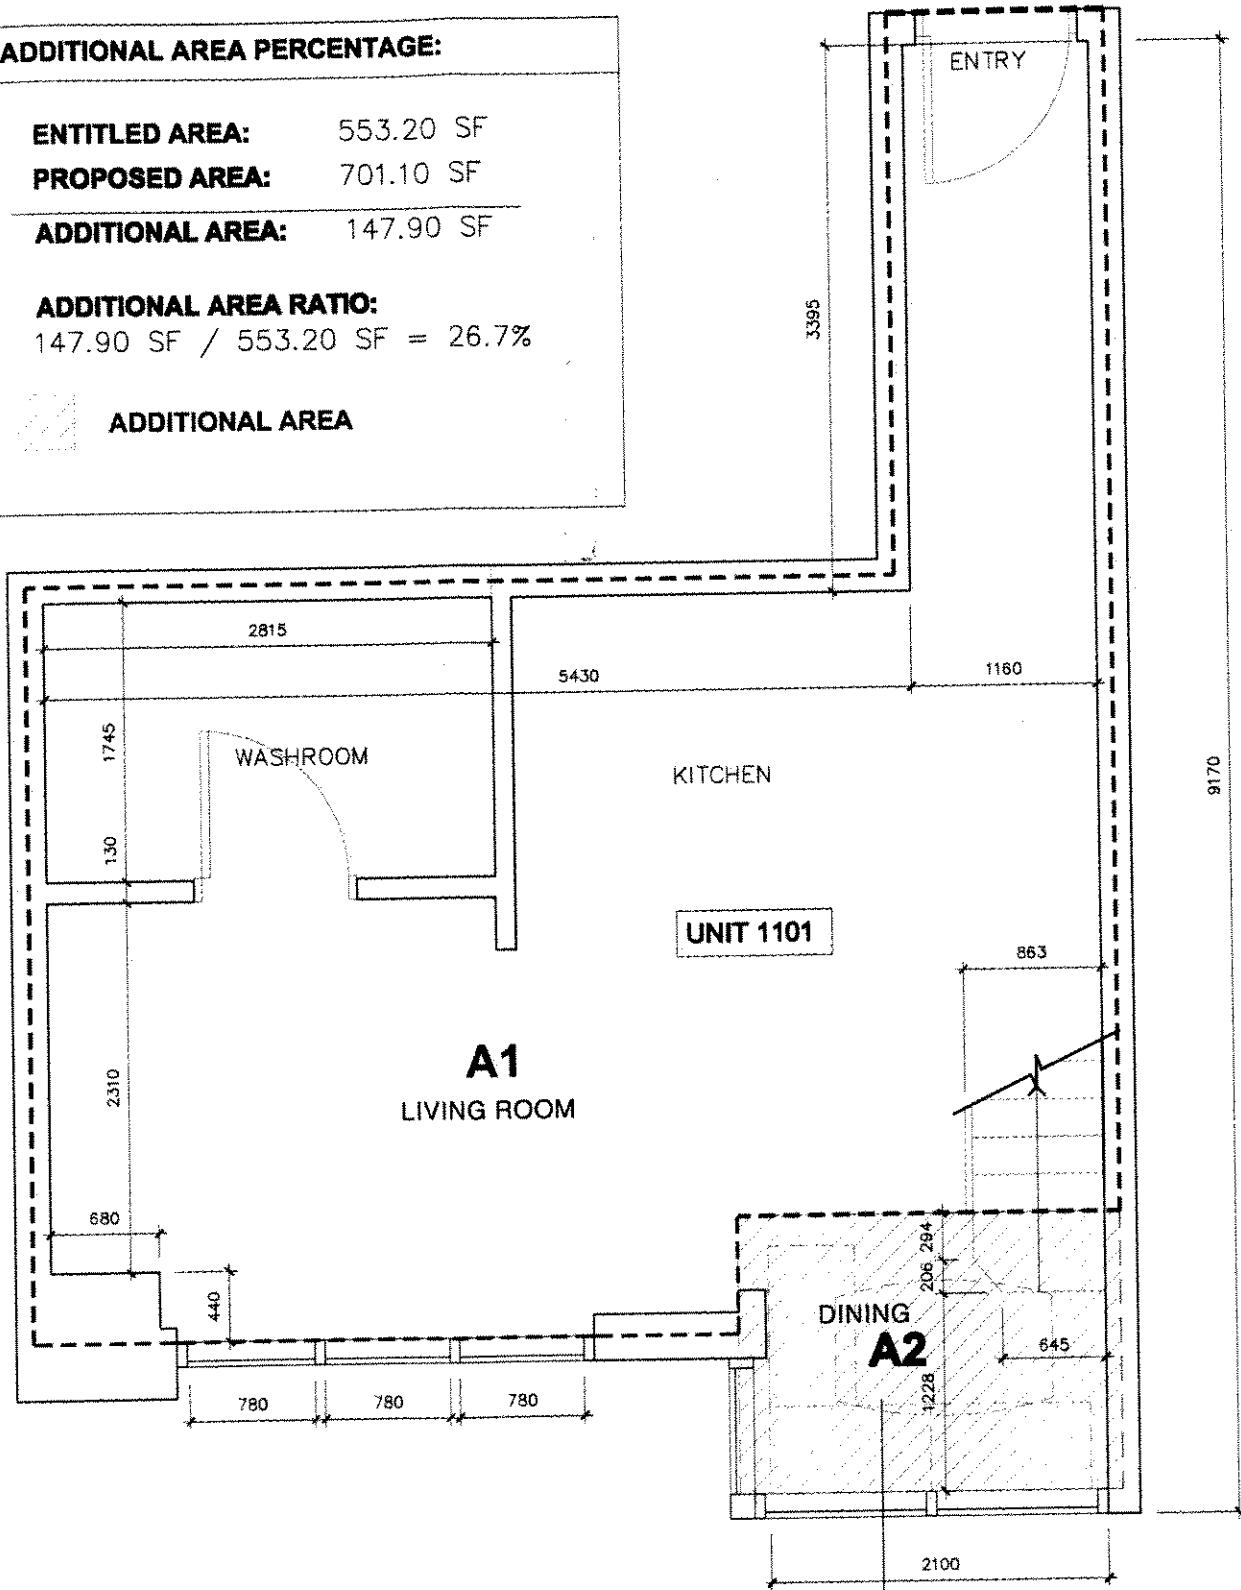 ADDITIONAL AREA PERCENTAGE:
ENTITLED AREA: 553.20 SF
PROPOSED AREA: 701.10 SF
ADDITIONAL AREA: 147.90 SF
ADDITIONAL AREA RATIO:
147.90 SF / 553.20 SF = 26.7%
ADDITIONAL AREA
ENTRY
3395
9170
2815
5430
1160
1745
WASHROOM
KITCHEN
130
UNIT 1101
863
A1
LIVING ROOM
2310
680
440
294
206
DINING
A2
645
1228
780
780
780
2100